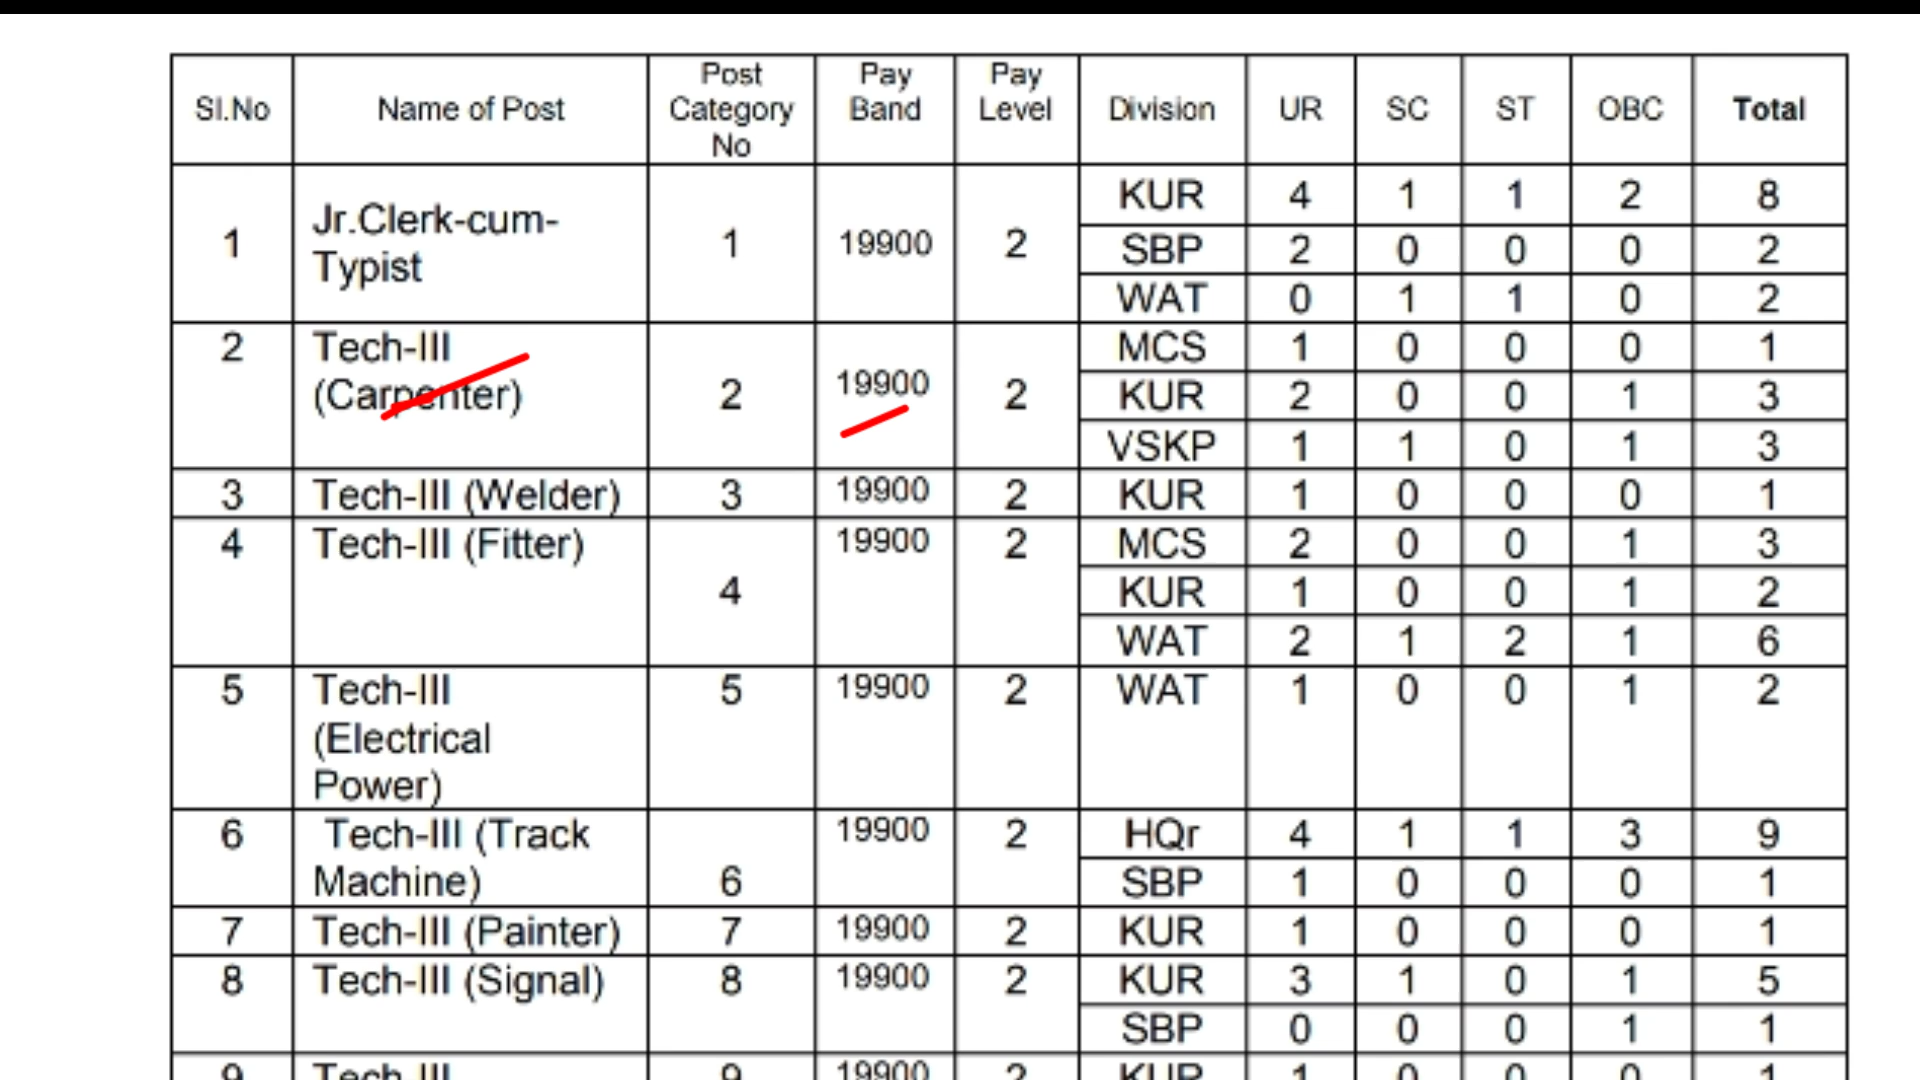 Sl.No Name of Post Post Category No Pay Band Pay Level Division UR SC ST OBC Total
1 Jr.Clerk-cum-Typist 1 19900 2 KUR 4 1 1 2 8
SBP 2 0 0 0 2
WAT 0 1 1 0 2
2 Tech-III (Carpenter) 2 19900 2 MCS 1 0 0 0 1
KUR 2 0 0 1 3
VSKP 1 1 0 1 3
3 Tech-III (Welder) 3 19900 2 KUR 1 0 0 0 1
4 Tech-III (Fitter) 4 19900 2 MCS 2 0 0 1 3
KUR 1 0 0 1 2
WAT 2 1 2 1 6
5 Tech-III (Electrical Power) 5 19900 2 WAT 1 0 0 1 2
6 Tech-III (Track Machine) 6 19900 2 HQr 4 1 1 3 9
SBP 1 0 0 0 1
7 Tech-III (Painter) 7 19900 2 KUR 1 0 0 0 1
8 Tech-III (Signal) 8 19900 2 KUR 3 1 0 1 5
SBP 0 0 0 1 1
9 Tech-III 9 19900 2 KUR 1 0 0 0 1